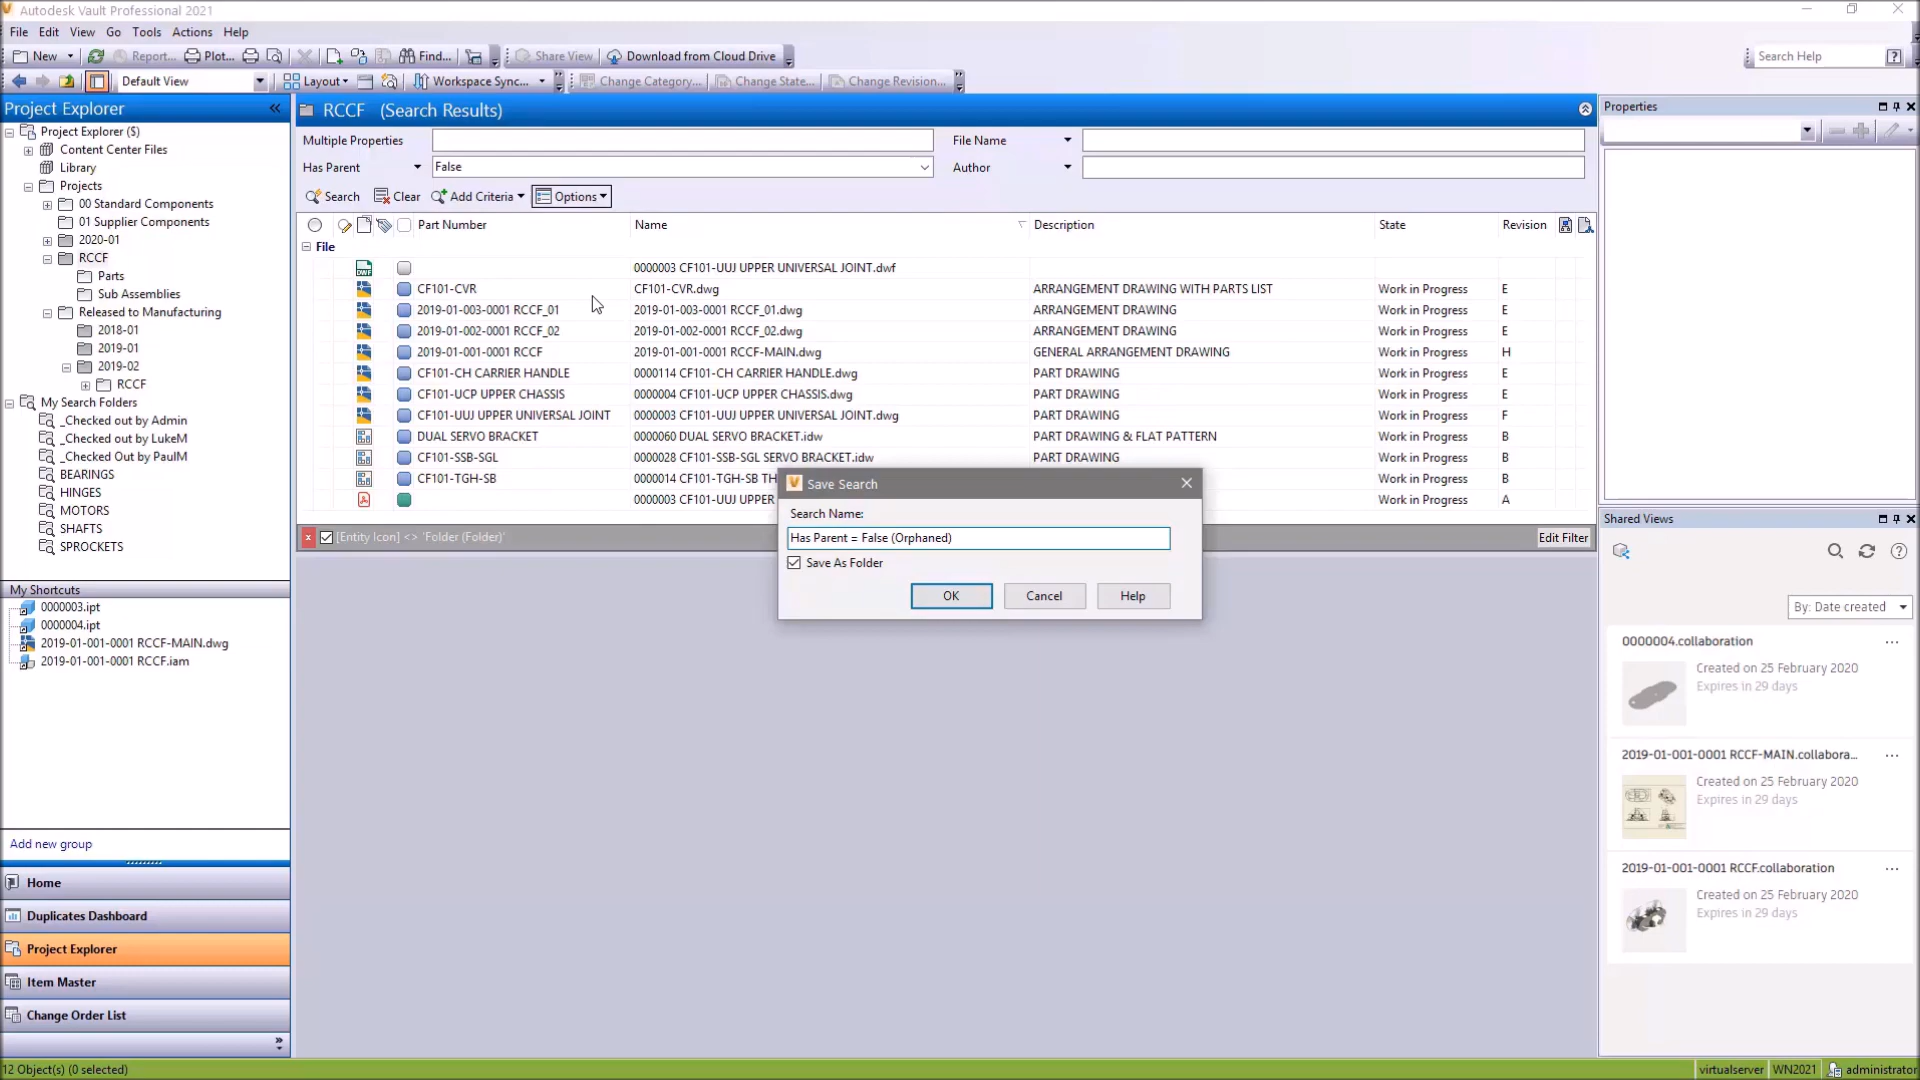 Autodesk Vault Professional 2021
File Edit View Go Tools Actions Help
New Report... Plot... Find... Share View Download from Cloud Drive Search Help
Default View Layout Workspace Sync... Change Category... Change State... Change Revision...
Project Explorer
Project Explorer ($)
Content Center Files
Library
Projects
00 Standard Components
01 Supplier Components
2020-01
RCCF
Parts
Sub Assemblies
Released to Manufacturing
2018-01
2019-01
2019-02
RCCF
My Search Folders
_Checked out by Admin
_Checked out by LukeM
_Checked Out by PaulM
BEARINGS
HINGES
MOTORS
SHAFTS
SPROCKETS
My Shortcuts
0000003.ipt
0000004.ipt
2019-01-001-0001 RCCF-MAIN.dwg
2019-01-001-0001 RCCF.iam
Add new group
Home
Duplicates Dashboard
Project Explorer
Item Master
Change Order List
RCCF (Search Results)
Multiple Properties File Name
Has Parent False Author
Search Clear Add Criteria Options
Part Number Name Description State Revision
File
0000003 CF101-UUJ UPPER UNIVERSAL JOINT.dwf
CF101-CVR CF101-CVR.dwg ARRANGEMENT DRAWING WITH PARTS LIST Work in Progress E
2019-01-003-0001 RCCF_01 2019-01-003-0001 RCCF_01.dwg ARRANGEMENT DRAWING Work in Progress E
2019-01-002-0001 RCCF_02 2019-01-002-0001 RCCF_02.dwg ARRANGEMENT DRAWING Work in Progress E
2019-01-001-0001 RCCF 2019-01-001-0001 RCCF-MAIN.dwg GENERAL ARRANGEMENT DRAWING Work in Progress H
CF101-CH CARRIER HANDLE 0000114 CF101-CH CARRIER HANDLE.dwg PART DRAWING Work in Progress E
CF101-UCP UPPER CHASSIS 0000004 CF101-UCP UPPER CHASSIS.dwg PART DRAWING Work in Progress E
CF101-UUJ UPPER UNIVERSAL JOINT 0000003 CF101-UUJ UPPER UNIVERSAL JOINT.dwg PART DRAWING Work in Progress F
DUAL SERVO BRACKET 0000060 DUAL SERVO BRACKET.idw PART DRAWING & FLAT PATTERN Work in Progress B
CF101-SSB-SGL 0000028 CF101-SSB-SGL SERVO BRACKET.idw PART DRAWING Work in Progress B
CF101-TGH-SB 0000014 CF101-TGH-SB TH Work in Progress B
0000003 CF101-UUJ UPPER Work in Progress A
[Entity Icon] <> 'Folder (Folder)' Edit Filter
Save Search
Search Name:
Has Parent = False (Orphaned)
Save As Folder
OK Cancel Help
Properties
Shared Views
By: Date created
0000004.collaboration
Created on 25 February 2020
Expires in 29 days
2019-01-001-0001 RCCF-MAIN.collabora...
Created on 25 February 2020
Expires in 29 days
2019-01-001-0001 RCCF.collaboration
Created on 25 February 2020
Expires in 29 days
12 Object(s) (0 selected) virtualserver WN2021 administrator